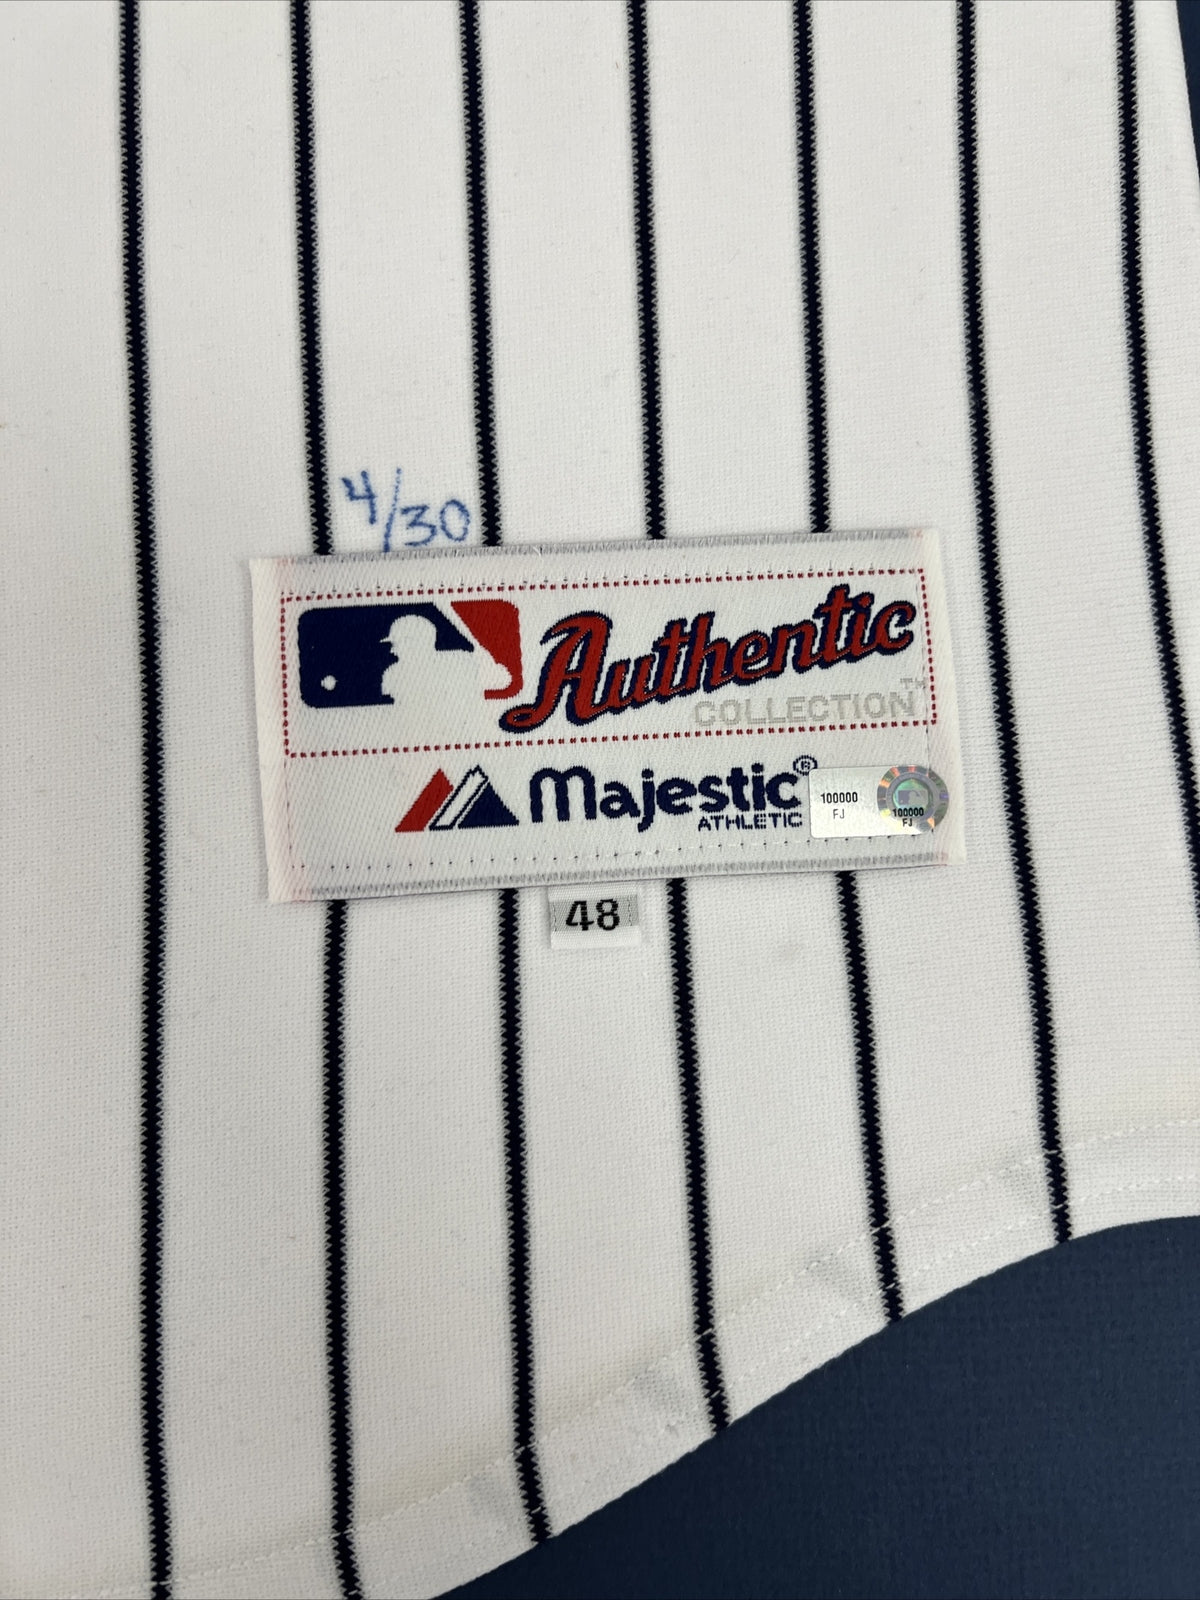 4/30
Authentic
COLLECTION™
Majestic®
ATHLETIC
100000
FJ
100000
FJ
48